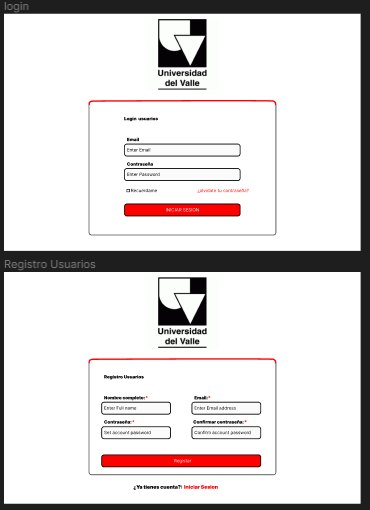 login
Universidad
del Valle
Login usuarios
Email
Enter Email
Contraseña
Enter Password
Recuerdame
¿olvidate tu contraseña?
INICIAR SESION
Registro Usuarios
Universidad
del Valle
Registro Usuarios
Nombre completo:* Email:*
Enter Full name Enter Email address
Contraseña:* Confirmar contraseña:*
Set account password Confirm account password
Registrar
¿Ya tienes cuenta?: Iniciar Sesion